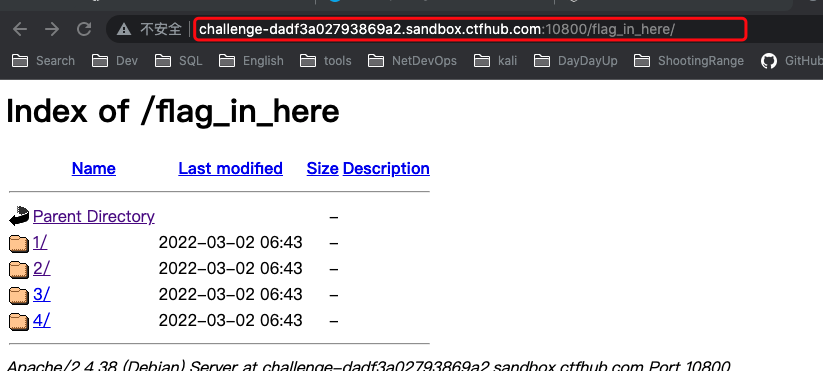 不安全 challenge-dadf3a02793869a2.sandbox.ctfhub.com:10800/flag_in_here/
Search Dev SQL English tools NetDevOps kali DayDayUp ShootingRange GitHub
Index of /flag_in_here
Name Last modified Size Description
Parent Directory –
1/ 2022-03-02 06:43 –
2/ 2022-03-02 06:43 –
3/ 2022-03-02 06:43 –
4/ 2022-03-02 06:43 –
Apache/2.4.38 (Debian) Server at challenge-dadf3a02793869a2.sandbox.ctfhub.com Port 10800